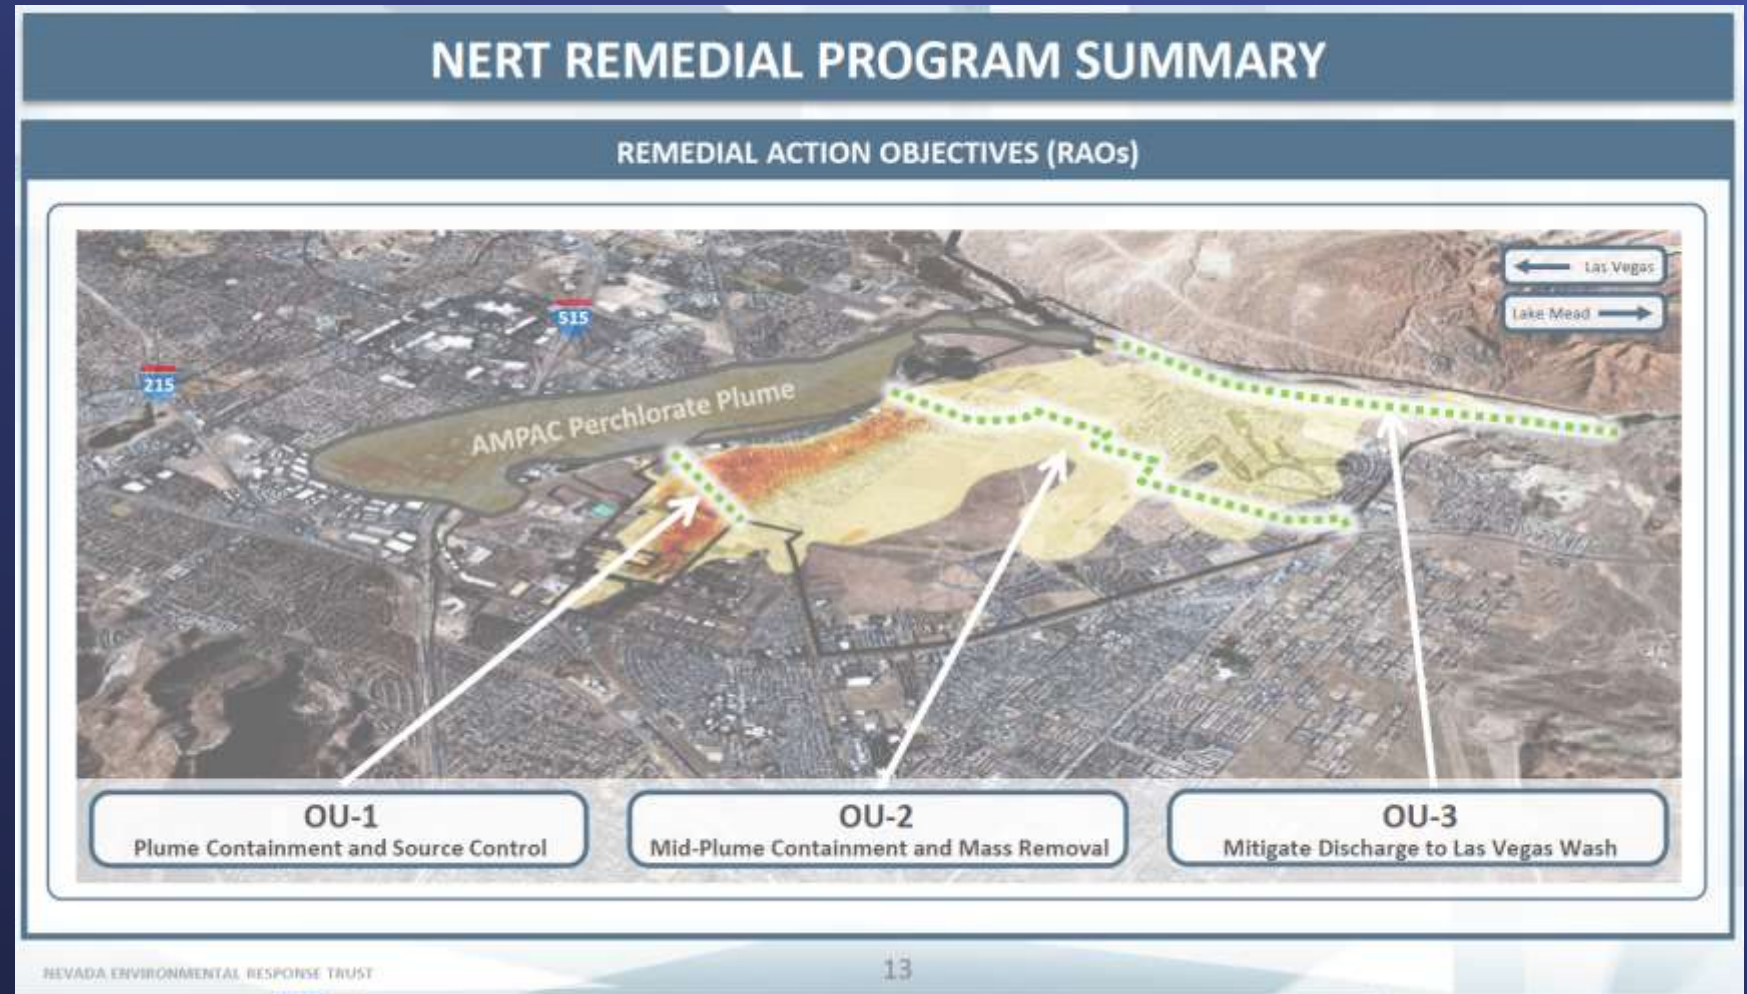 NERT REMEDIAL PROGRAM SUMMARY
REMEDIAL ACTION OBJECTIVES (RAOs)
Las Vegas
Lake Mead
515
215
AMPAC Perchlorate Plume
OU-1
Plume Containment and Source Control
OU-2
Mid-Plume Containment and Mass Removal
OU-3
Mitigate Discharge to Las Vegas Wash
NEVADA ENVIRONMENTAL RESPONSE TRUST
13